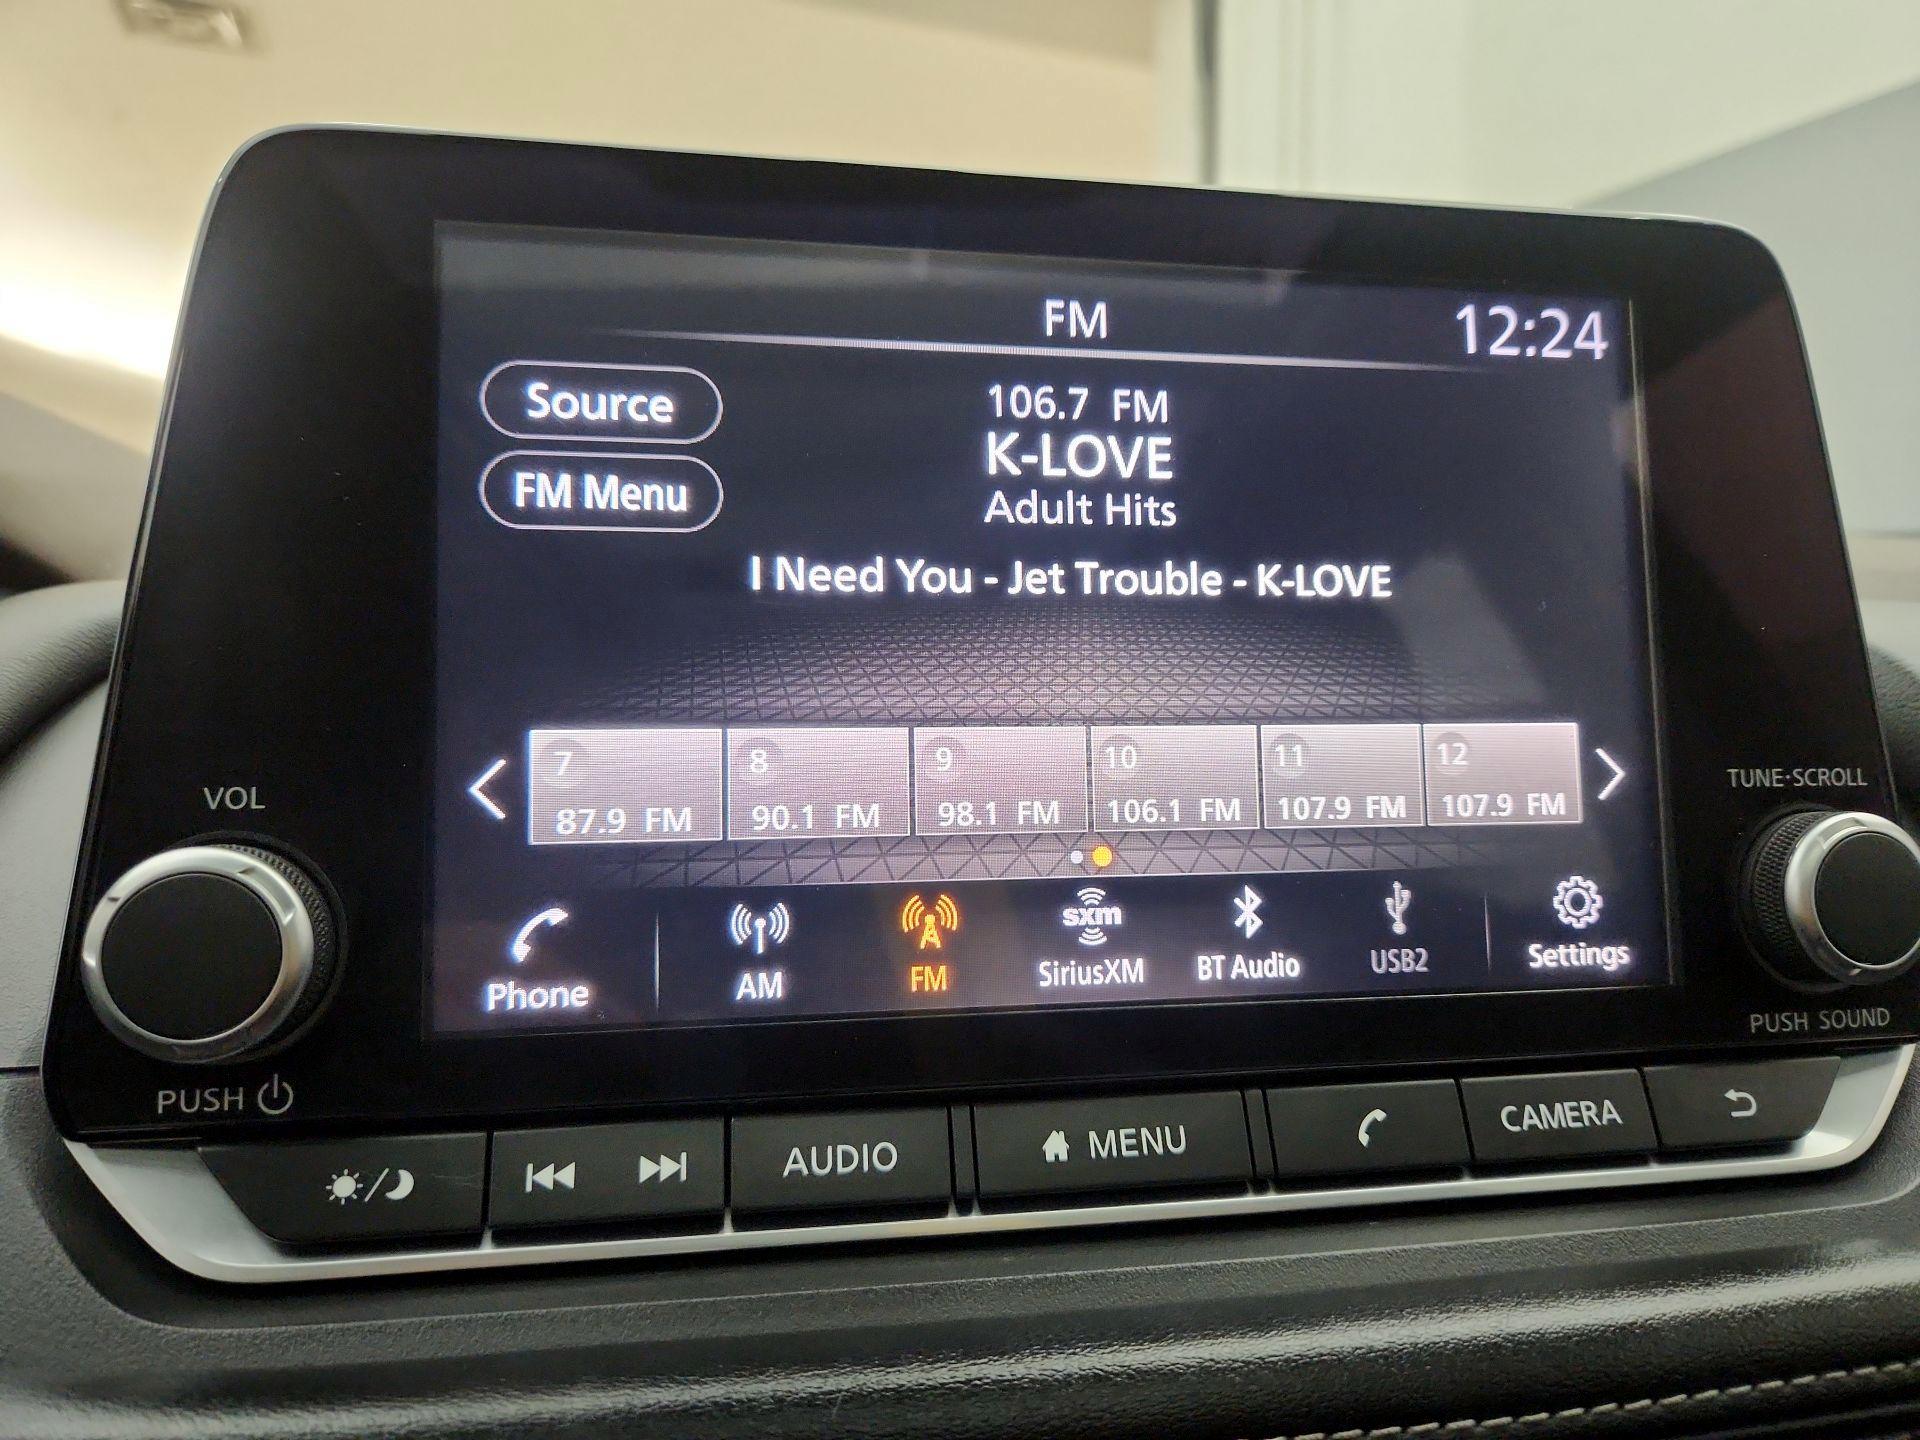 FM
12:24
Source
106.7 FM
K-LOVE
FM Menu
Adult Hits
I Need You - Jet Trouble - K-LOVE
7
8
9
10
11
12
87.9 FM
90.1 FM
98.1 FM
106.1 FM
107.9 FM
107.9 FM
VOL
TUNE·SCROLL
sxm
Phone
AM
FM
SiriusXM
BT Audio
USB2
Settings
PUSH
PUSH SOUND
AUDIO
MENU
CAMERA